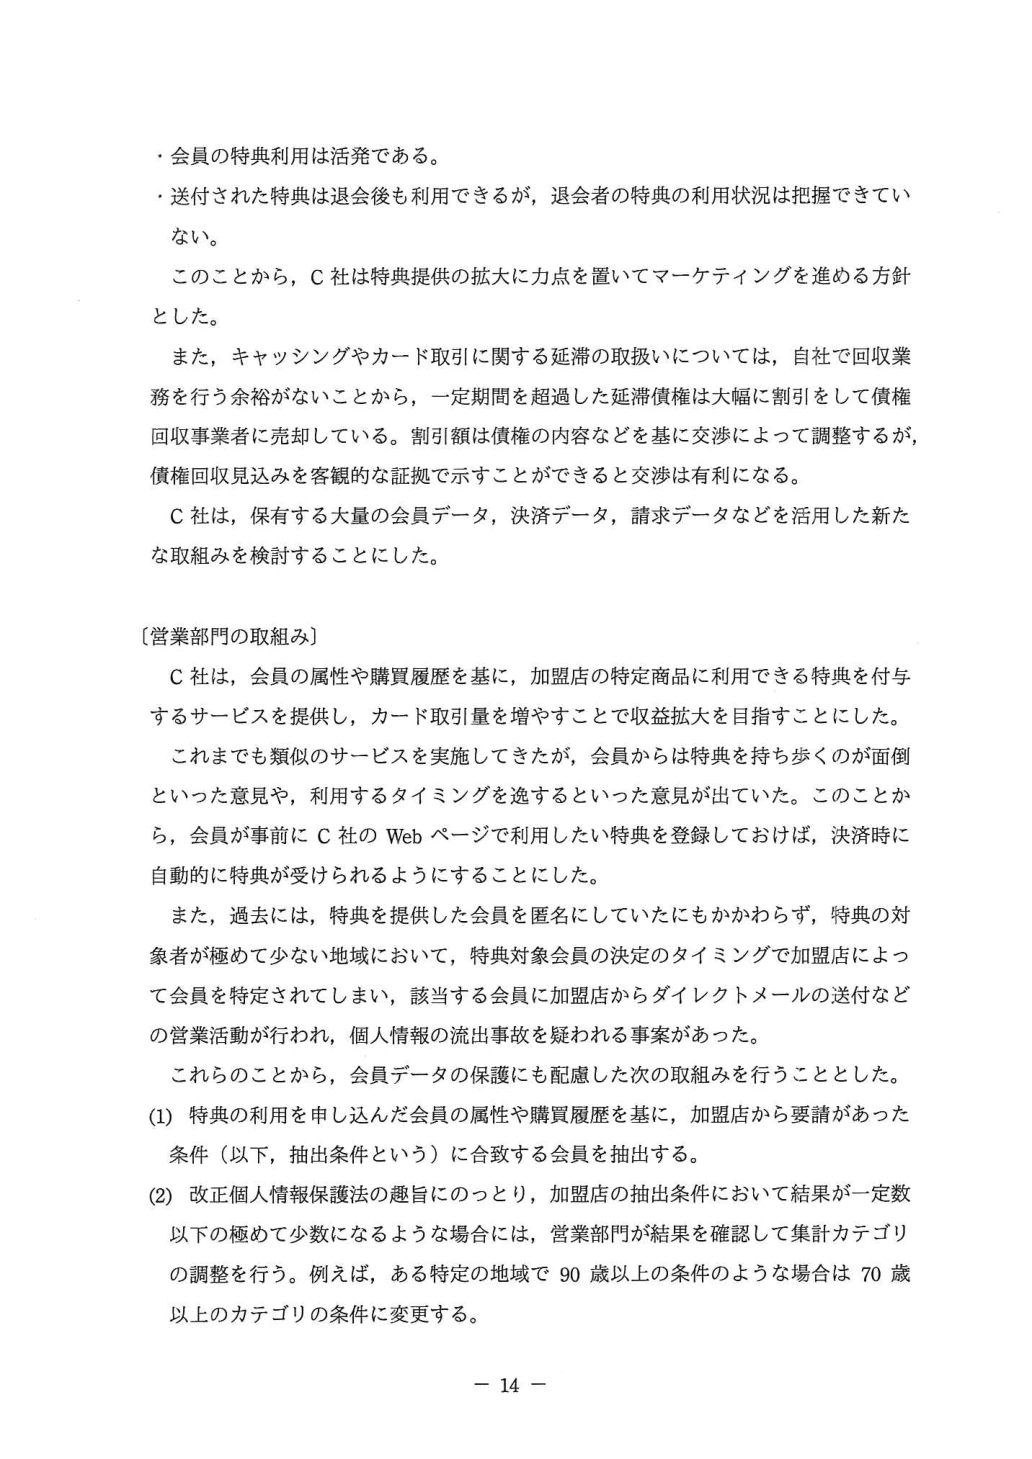 ・会員の特典利用は活発である。
・送付された特典は退会後も利用できるが，退会者の特典の利用状況は把握できてい
ない。
このことから，C 社は特典提供の拡大に力点を置いてマーケティングを進める方針
とした。
また，キャッシングやカード取引に関する延滞の取扱いについては，自社で回収業
務を行う余裕がないことから，一定期間を超過した延滞債権は大幅に割引をして債権
回収事業者に売却している。割引額は債権の内容などを基に交渉によって調整するが，
債権回収見込みを客観的な証拠で示すことができると交渉は有利になる。
C 社は，保有する大量の会員データ，決済データ，請求データなどを活用した新た
な取組みを検討することにした。
〔営業部門の取組み〕
C 社は，会員の属性や購買履歴を基に，加盟店の特定商品に利用できる特典を付与
するサービスを提供し，カード取引量を増やすことで収益拡大を目指すことにした。
これまでも類似のサービスを実施してきたが，会員からは特典を持ち歩くのが面倒
といった意見や，利用するタイミングを逸するといった意見が出ていた。このことか
ら，会員が事前に C 社の Web ページで利用したい特典を登録しておけば，決済時に
自動的に特典が受けられるようにすることにした。
また，過去には，特典を提供した会員を匿名にしていたにもかかわらず，特典の対
象者が極めて少ない地域において，特典対象会員の決定のタイミングで加盟店によっ
て会員を特定されてしまい，該当する会員に加盟店からダイレクトメールの送付など
の営業活動が行われ，個人情報の流出事故を疑われる事案があった。
これらのことから，会員データの保護にも配慮した次の取組みを行うこととした。
(1) 特典の利用を申し込んだ会員の属性や購買履歴を基に，加盟店から要請があった
条件（以下，抽出条件という）に合致する会員を抽出する。
(2) 改正個人情報保護法の趣旨にのっとり，加盟店の抽出条件において結果が一定数
以下の極めて少数になるような場合には，営業部門が結果を確認して集計カテゴリ
の調整を行う。例えば，ある特定の地域で 90 歳以上の条件のような場合は 70 歳
以上のカテゴリの条件に変更する。
－ 14 －